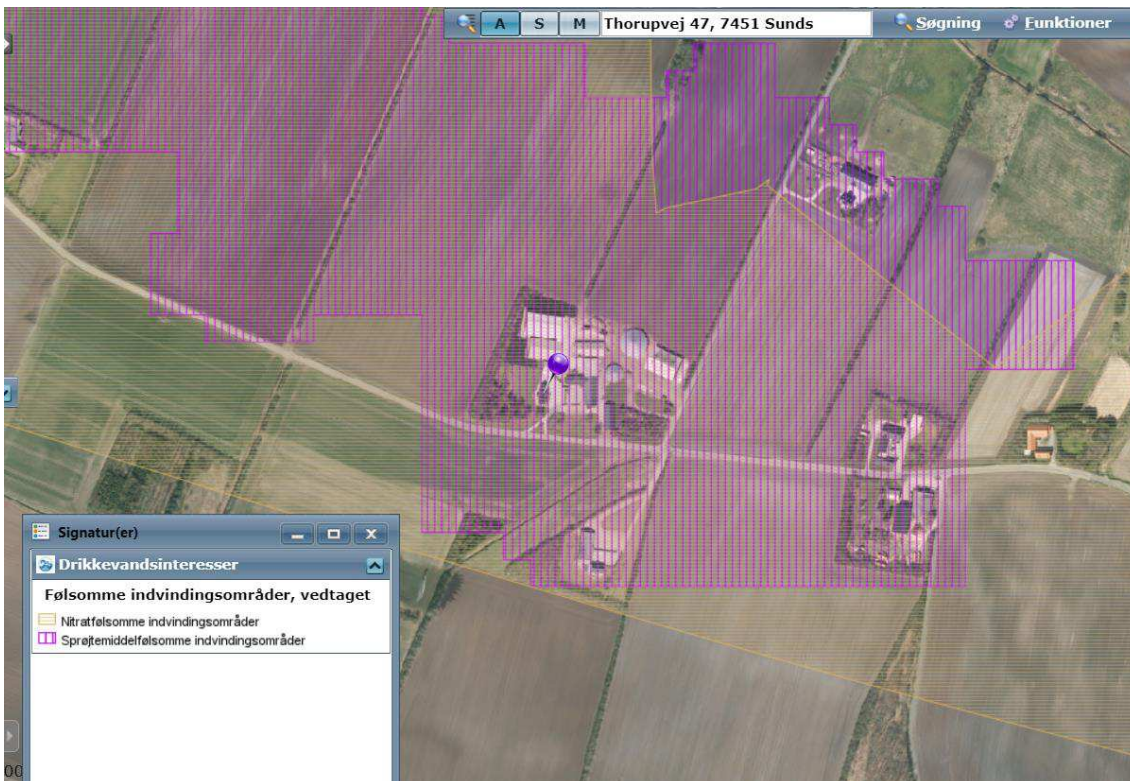 A S M Thorupvej 47, 7451 Sunds Søgning Funktioner
Signatur(er)
Drikkevandsinteresser
Følsomme indvindingsområder, vedtaget
Nitratfølsomme indvindingsområder
Sprøjtemiddelfølsomme indvindingsområder
00